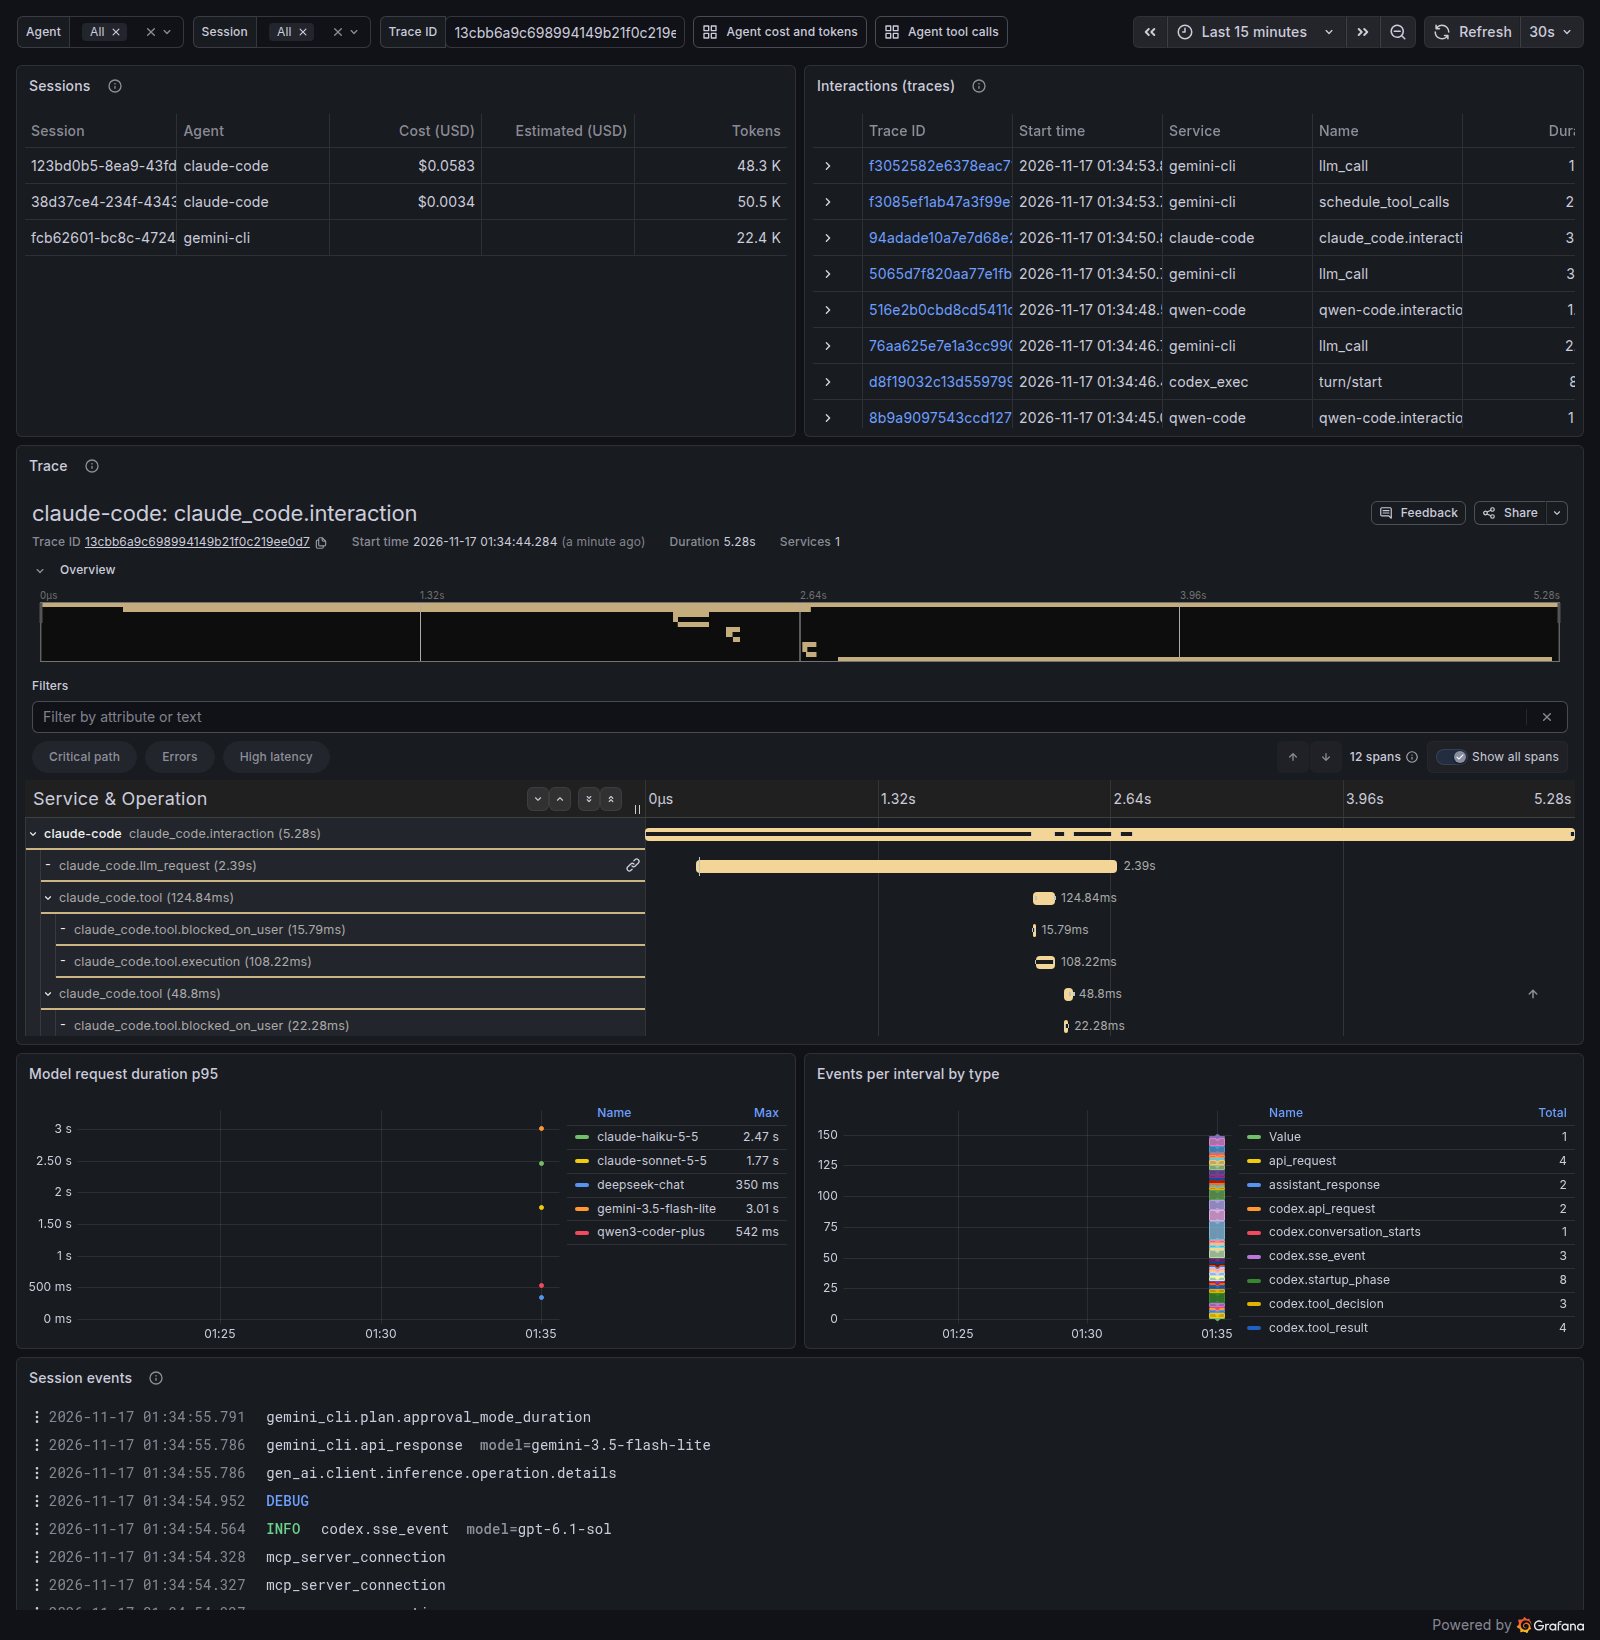 Agent All Session All Trace ID 13cbb6a9c698994149b21f0c219e Agent cost and tokens Agent tool calls Last 15 minutes Refresh 30s
Sessions
Session Agent Cost (USD) Estimated (USD) Tokens
123bd0b5-8ea9-43fd claude-code $0.0583 48.3 K
38d37ce4-234f-4343 claude-code $0.0034 50.5 K
fcb62601-bc8c-4724 gemini-cli 22.4 K
Interactions (traces)
Trace ID Start time Service Name Dura
f3052582e6378eac7 2026-11-17 01:34:53. gemini-cli llm_call 1
f3085ef1ab47a3f99e 2026-11-17 01:34:53. gemini-cli schedule_tool_calls 2
94adade10a7e7d68e 2026-11-17 01:34:50. claude-code claude_code.interacti 3
5065d7f820aa77e1fb 2026-11-17 01:34:50. gemini-cli llm_call 3
516e2b0cbd8cd5411 2026-11-17 01:34:48. qwen-code qwen-code.interactio 1.
76aa625e7e1a3cc990 2026-11-17 01:34:46. gemini-cli llm_call 2.
d8f19032c13d559799 2026-11-17 01:34:46. codex_exec turn/start 8
8b9a9097543ccd127 2026-11-17 01:34:45. qwen-code qwen-code.interactio 1
Trace
claude-code: claude_code.interaction
Feedback Share
Trace ID 13cbb6a9c698994149b21f0c219ee0d7 Start time 2026-11-17 01:34:44.284 (a minute ago) Duration 5.28s Services 1
Overview
0μs 1.32s 2.64s 3.96s 5.28s
Filters
Filter by attribute or text
Critical path Errors High latency 12 spans Show all spans
Service & Operation 0μs 1.32s 2.64s 3.96s 5.28s
claude-code claude_code.interaction (5.28s)
claude_code.llm_request (2.39s) 2.39s
claude_code.tool (124.84ms) 124.84ms
claude_code.tool.blocked_on_user (15.79ms) 15.79ms
claude_code.tool.execution (108.22ms) 108.22ms
claude_code.tool (48.8ms) 48.8ms
claude_code.tool.blocked_on_user (22.28ms) 22.28ms
Model request duration p95
3 s
2.50 s
2 s
1.50 s
1 s
500 ms
0 ms
01:25 01:30 01:35
Name Max
claude-haiku-5-5 2.47 s
claude-sonnet-5-5 1.77 s
deepseek-chat 350 ms
gemini-3.5-flash-lite 3.01 s
qwen3-coder-plus 542 ms
Events per interval by type
150
125
100
75
50
25
0
01:25 01:30 01:35
Name Total
Value 1
api_request 4
assistant_response 2
codex.api_request 2
codex.conversation_starts 1
codex.sse_event 3
codex.startup_phase 8
codex.tool_decision 3
codex.tool_result 4
Session events
2026-11-17 01:34:55.791 gemini_cli.plan.approval_mode_duration
2026-11-17 01:34:55.786 gemini_cli.api_response model=gemini-3.5-flash-lite
2026-11-17 01:34:55.786 gen_ai.client.inference.operation.details
2026-11-17 01:34:54.952 DEBUG
2026-11-17 01:34:54.564 INFO codex.sse_event model=gpt-6.1-sol
2026-11-17 01:34:54.328 mcp_server_connection
2026-11-17 01:34:54.327 mcp_server_connection
Powered by Grafana